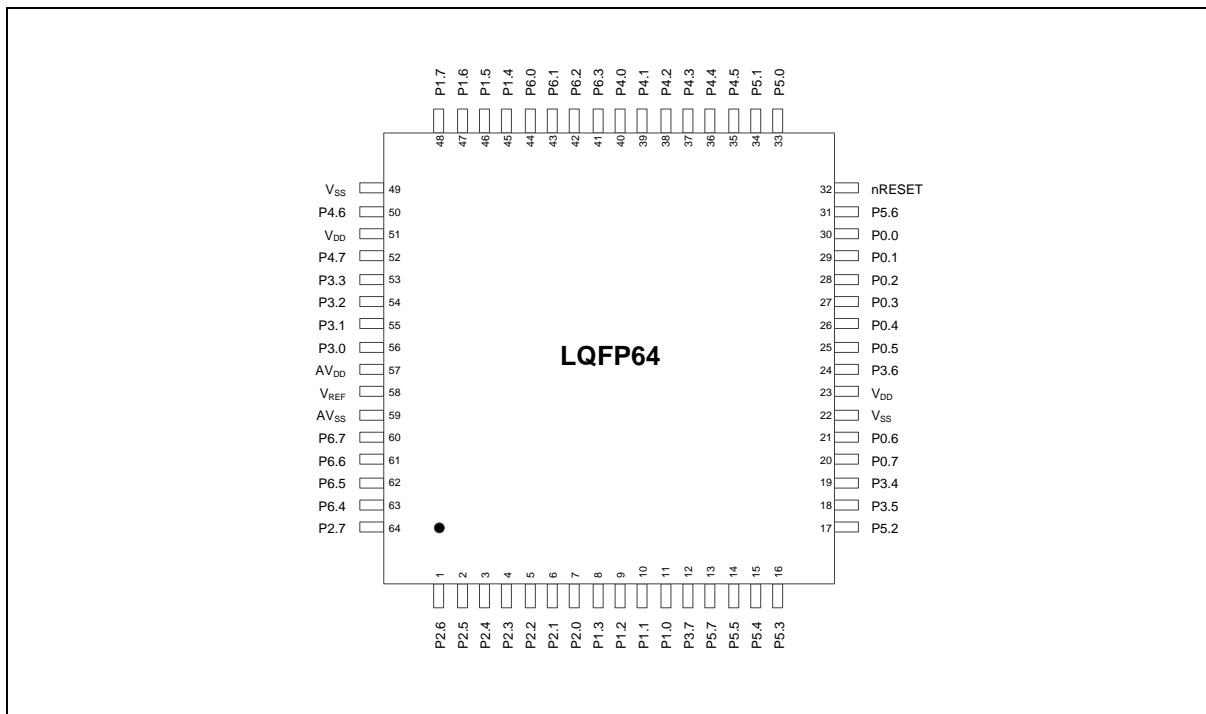 P1.7 P1.6 P1.5 P1.4 P6.0 P6.1 P6.2 P6.3 P4.0 P4.1 P4.2 P4.3 P4.4 P4.5 P5.1 P5.0
48 47 46 45 44 43 42 41 40 39 38 37 36 35 34 33
VSS 49 32 nRESET
P4.6 50 31 P5.6
VDD 51 30 P0.0
P4.7 52 29 P0.1
P3.3 53 28 P0.2
P3.2 54 27 P0.3
P3.1 55 26 P0.4
P3.0 56 25 P0.5
LQFP64
AVDD 57 24 P3.6
VREF 58 23 VDD
AVSS 59 22 VSS
P6.7 60 21 P0.6
P6.6 61 20 P0.7
P6.5 62 19 P3.4
P6.4 63 18 P3.5
P2.7 64 17 P5.2
1 2 3 4 5 6 7 8 9 10 11 12 13 14 15 16
P2.6 P2.5 P2.4 P2.3 P2.2 P2.1 P2.0 P1.3 P1.2 P1.1 P1.0 P3.7 P5.7 P5.5 P5.4 P5.3